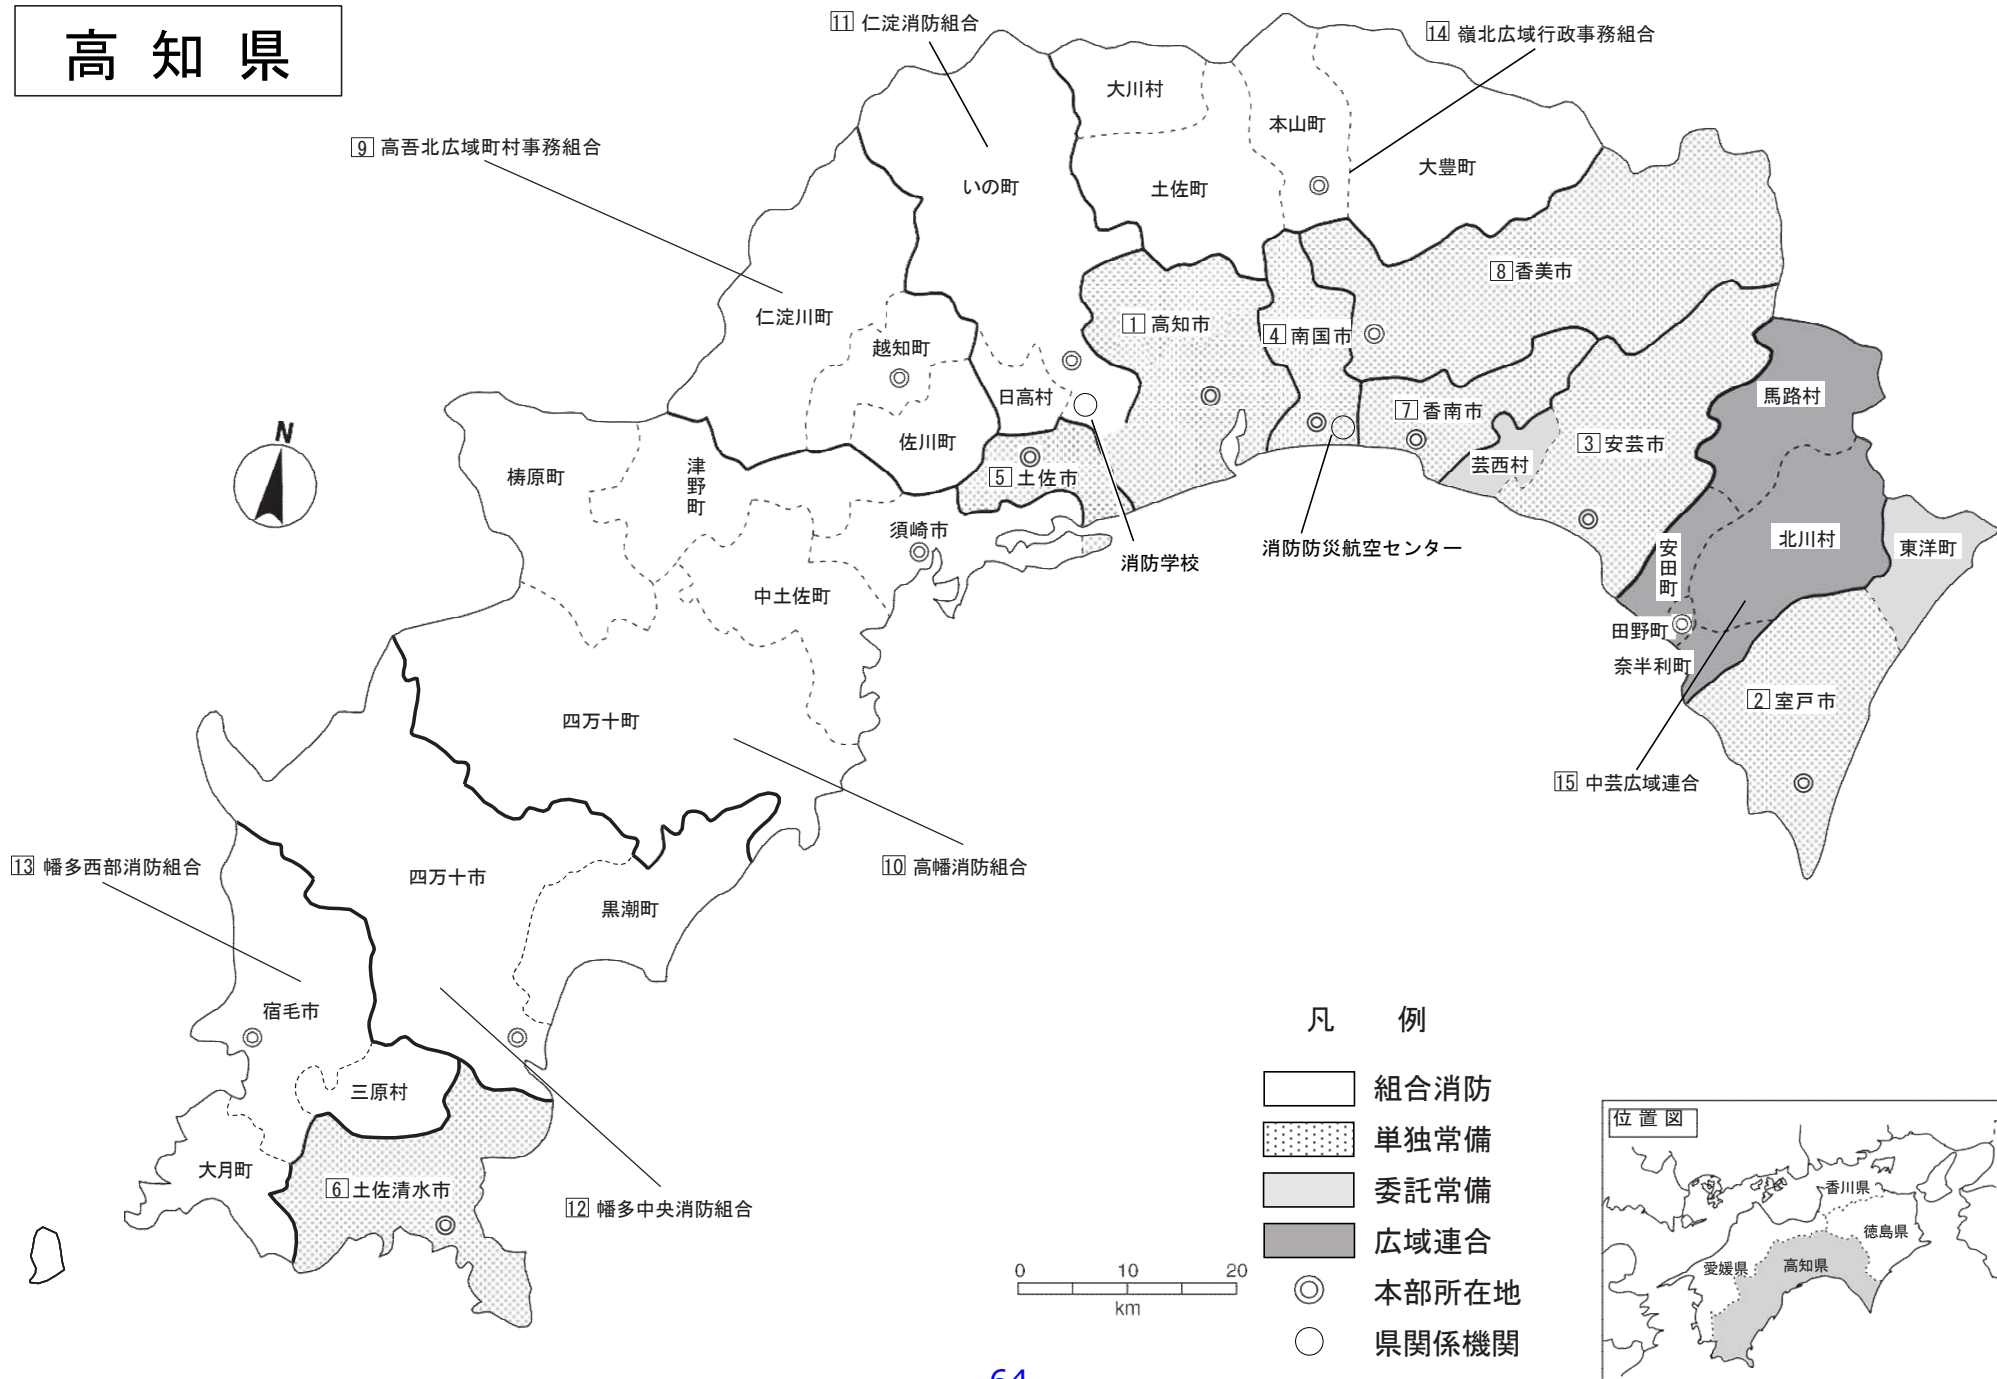 高知県
11 仁淀消防組合
14 嶺北広域行政事務組合
9 高吾北広域町村事務組合
大川村
本山町
大豊町
いの町
土佐町
8 香美市
仁淀川町
越知町
1 高知市
4 南国市
日高村
佐川町
7 香南市
3 安芸市
馬路村
芸西村
梼原町
津野町
5 土佐市
須崎市
消防学校
消防防災航空センター
安田町
北川村
東洋町
中土佐町
田野町
奈半利町
2 室戸市
四万十町
15 中芸広域連合
13 幡多西部消防組合
10 高幡消防組合
四万十市
黒潮町
宿毛市
三原村
大月町
6 土佐清水市
12 幡多中央消防組合
N
凡 例
組合消防
単独常備
委託常備
広域連合
本部所在地
県関係機関
0 10 20
km
位置図
香川県
徳島県
愛媛県
高知県